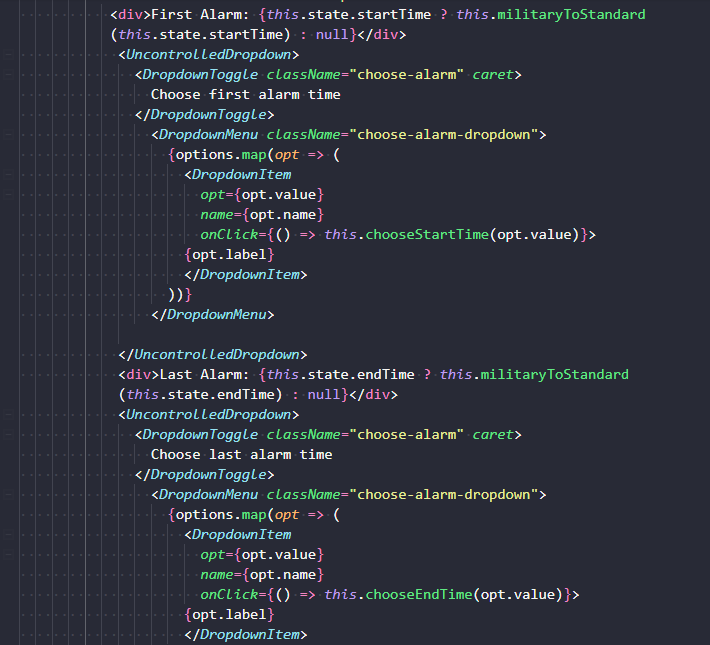 <div>First Alarm: {this.state.startTime ? this.militaryToStandard
(this.state.startTime) : null}</div>
<UncontrolledDropdown>
<DropdownToggle className="choose-alarm" caret>
Choose first alarm time
</DropdownToggle>
<DropdownMenu className="choose-alarm-dropdown">
{options.map(opt => (
<DropdownItem
opt={opt.value}
name={opt.name}
onClick={() => this.chooseStartTime(opt.value)}>
{opt.label}
</DropdownItem>
))}
</DropdownMenu>
</UncontrolledDropdown>
<div>Last Alarm: {this.state.endTime ? this.militaryToStandard
(this.state.endTime) : null}</div>
<UncontrolledDropdown>
<DropdownToggle className="choose-alarm" caret>
Choose last alarm time
</DropdownToggle>
<DropdownMenu className="choose-alarm-dropdown">
{options.map(opt => (
<DropdownItem
opt={opt.value}
name={opt.name}
onClick={() => this.chooseEndTime(opt.value)}>
{opt.label}
</DropdownItem>